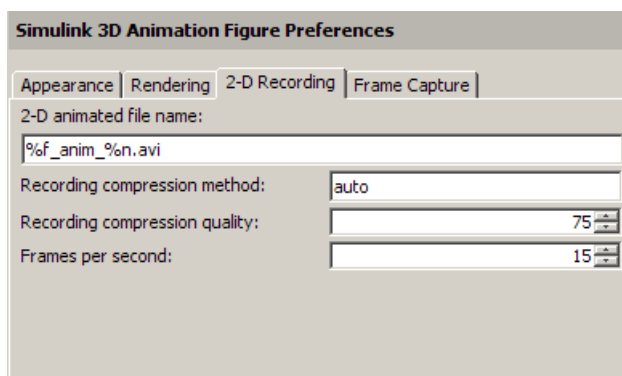 Simulink 3D Animation Figure Preferences
Appearance Rendering 2-D Recording Frame Capture
2-D animated file name:
%f_anim_%n.avi
Recording compression method: auto
Recording compression quality: 75
Frames per second: 15